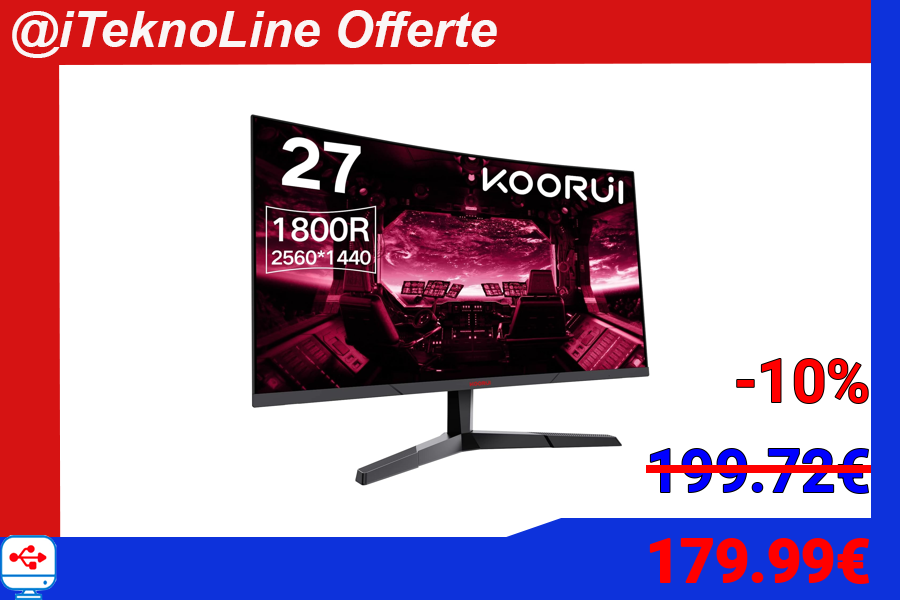 @iTeknoLine Offerte
27
KOORUI
1800R
2560*1440
-10%
199.72€
179.99€